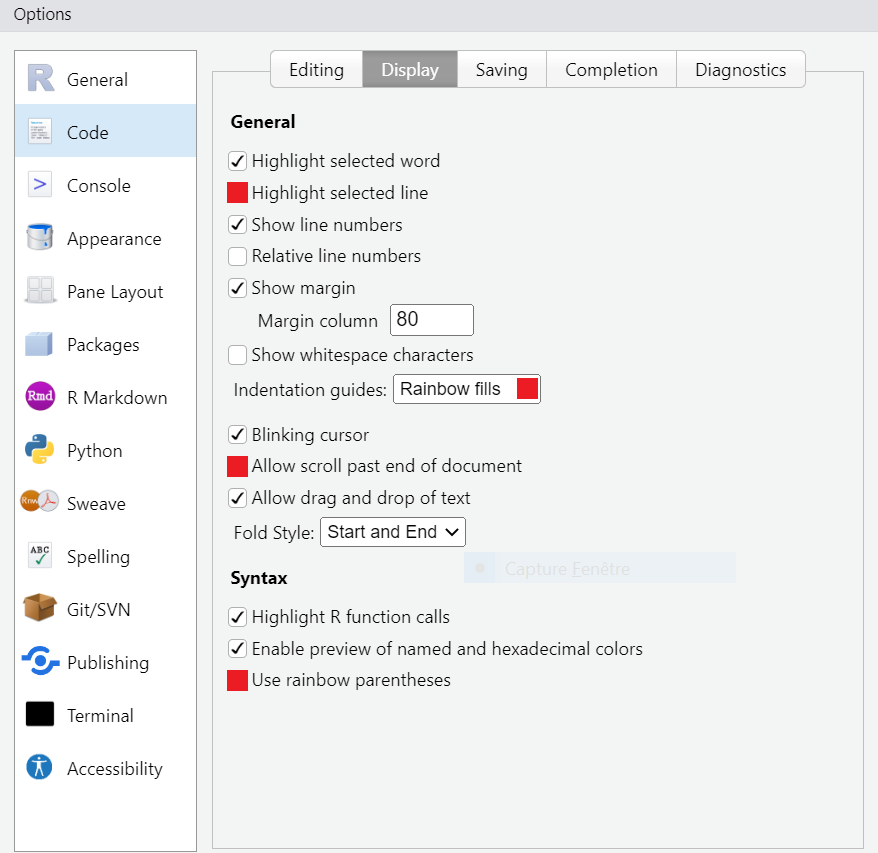 Options
General
Code
Console
Appearance
Pane Layout
Packages
Rmd R Markdown
Python
Rnw Sweave
ABC Spelling
Git/SVN
Publishing
Terminal
Accessibility
Editing Display Saving Completion Diagnostics
General
Highlight selected word
Highlight selected line
Show line numbers
Relative line numbers
Show margin
Margin column 80
Show whitespace characters
Indentation guides: Rainbow fills
Blinking cursor
Allow scroll past end of document
Allow drag and drop of text
Fold Style: Start and End
Capture Fenêtre
Syntax
Highlight R function calls
Enable preview of named and hexadecimal colors
Use rainbow parentheses